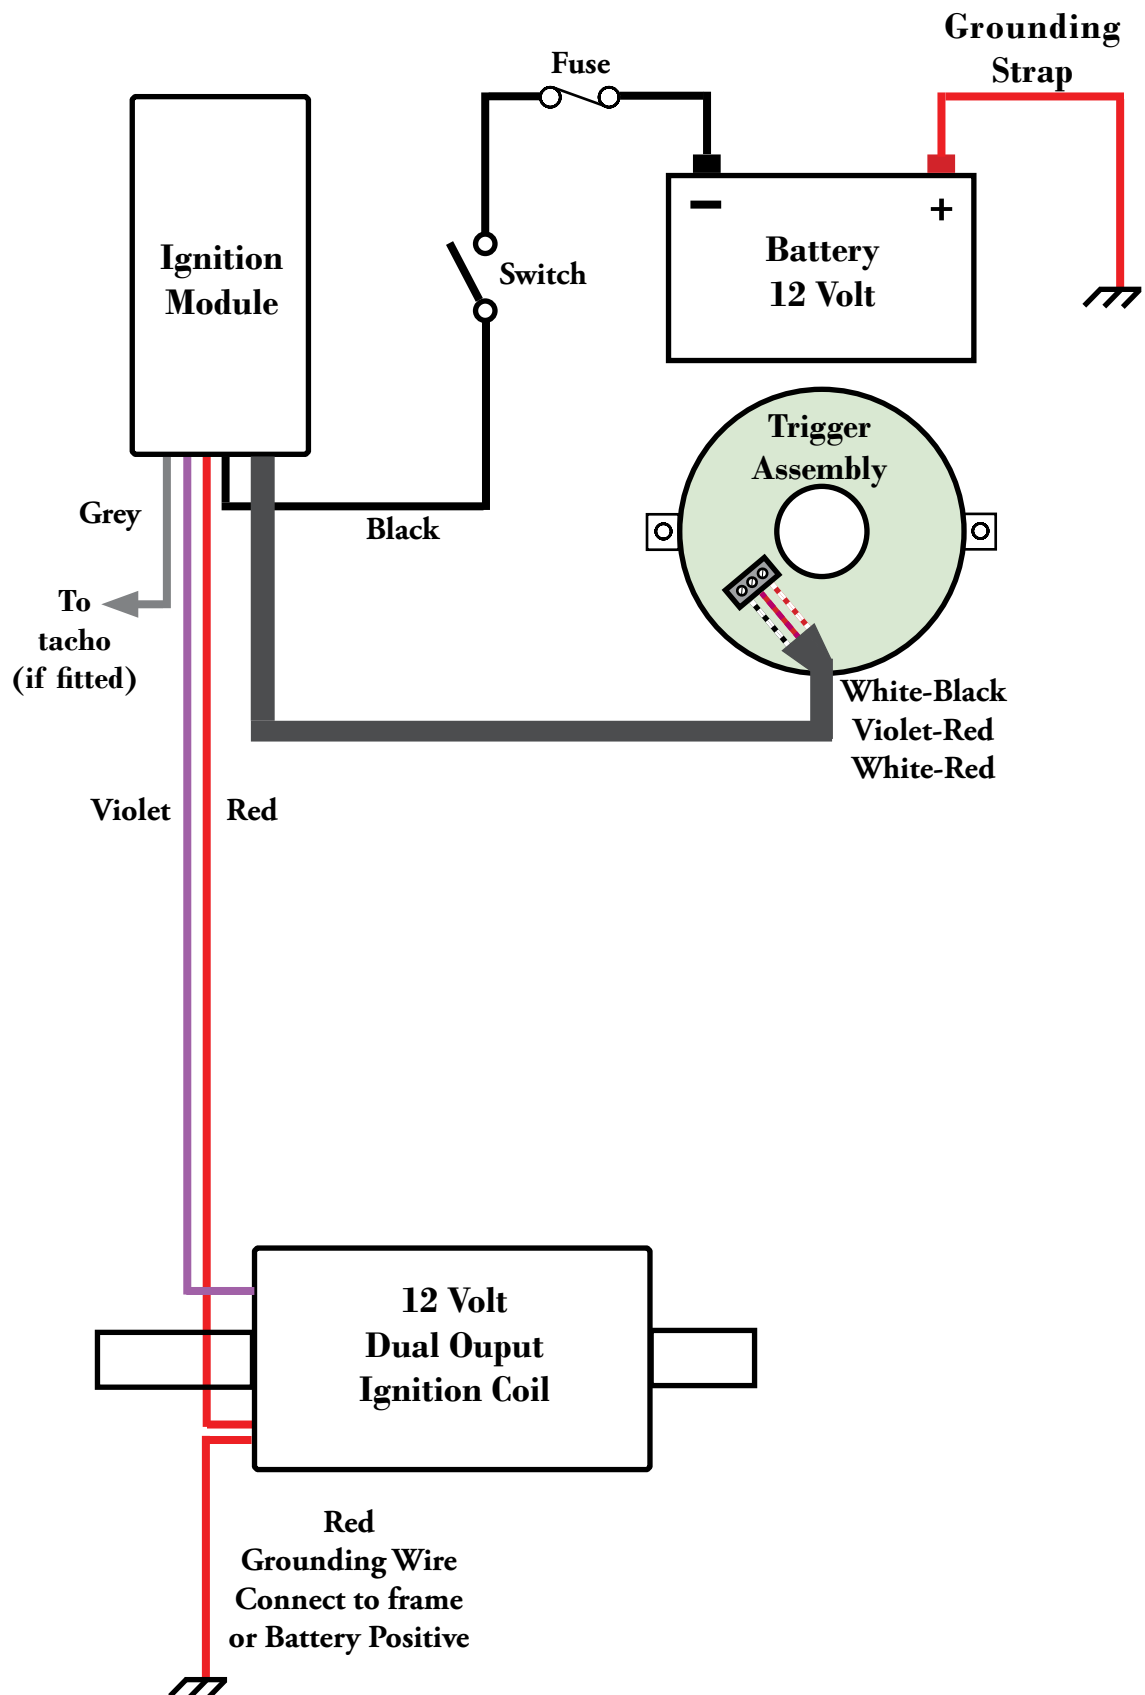 Grounding
Strap
Fuse
Ignition
Module
Switch
− +
Battery
12 Volt
Trigger
Assembly
Grey
Black
To
tacho
(if fitted)
White-Black
Violet-Red
White-Red
Violet
Red
12 Volt
Dual Ouput
Ignition Coil
Red
Grounding Wire
Connect to frame
or Battery Positive